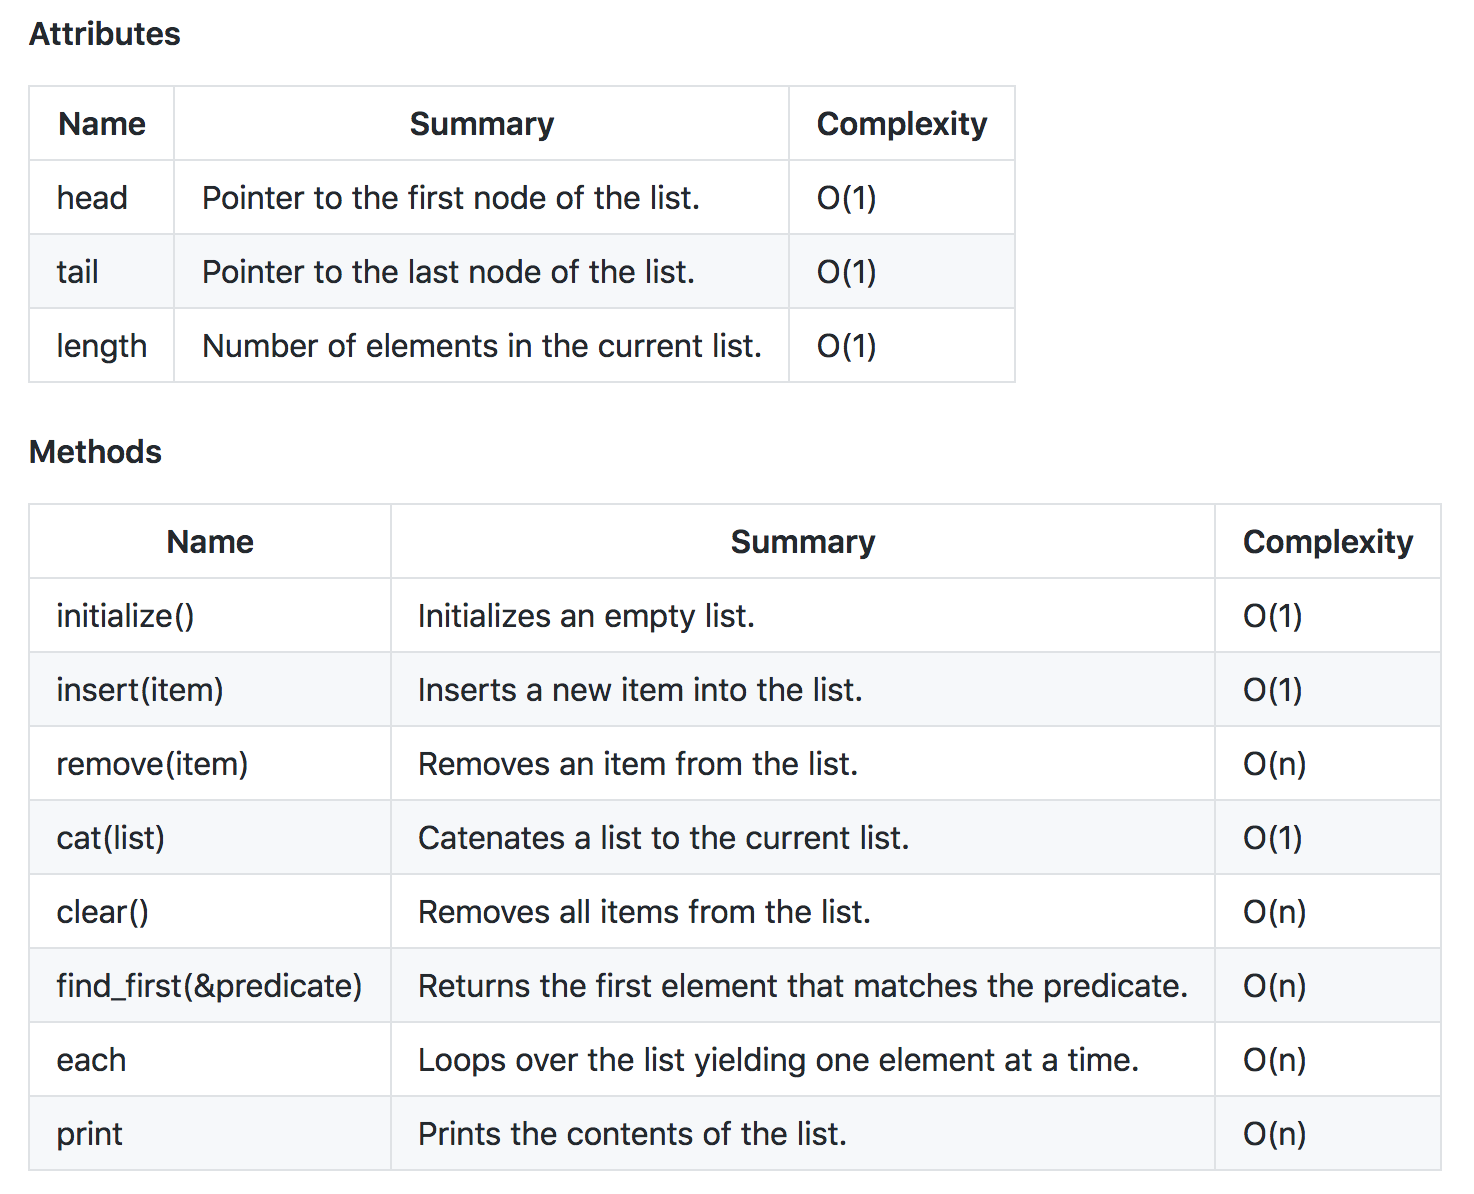 Attributes
Name Summary Complexity
head Pointer to the first node of the list. O(1)
tail Pointer to the last node of the list. O(1)
length Number of elements in the current list. O(1)
Methods
Name Summary Complexity
initialize() Initializes an empty list. O(1)
insert(item) Inserts a new item into the list. O(1)
remove(item) Removes an item from the list. O(n)
cat(list) Catenates a list to the current list. O(1)
clear() Removes all items from the list. O(n)
find_first(&predicate) Returns the first element that matches the predicate. O(n)
each Loops over the list yielding one element at a time. O(n)
print Prints the contents of the list. O(n)